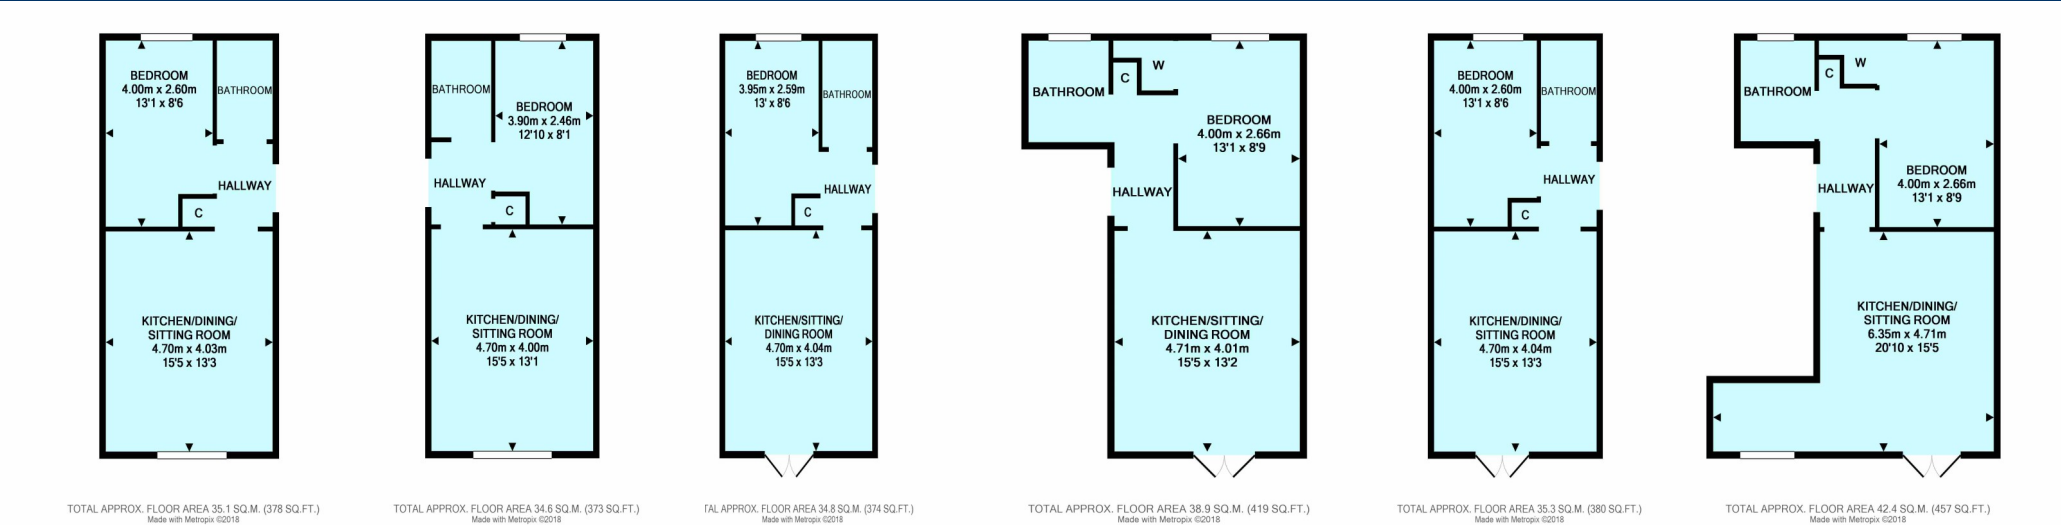 BEDROOM
4.00m x 2.60m
13'1 x 8'6
BATHROOM
HALLWAY
C
KITCHEN/DINING/
SITTING ROOM
4.70m x 4.03m
15'5 x 13'3
TOTAL APPROX. FLOOR AREA 35.1 SQ.M. (378 SQ.FT.)
Made with Metropix ©2018
BATHROOM
BEDROOM
3.90m x 2.46m
12'10 x 8'1
HALLWAY
C
KITCHEN/DINING/
SITTING ROOM
4.70m x 4.00m
15'5 x 13'1
TOTAL APPROX. FLOOR AREA 34.6 SQ.M. (373 SQ.FT.)
Made with Metropix ©2018
BEDROOM
3.95m x 2.59m
13' x 8'6
BATHROOM
HALLWAY
C
KITCHEN/SITTING/
DINING ROOM
4.70m x 4.04m
15'5 x 13'3
TAL APPROX. FLOOR AREA 34.8 SQ.M. (374 SQ.FT.)
Made with Metropix ©2018
W
C
BATHROOM
BEDROOM
4.00m x 2.66m
13'1 x 8'9
HALLWAY
KITCHEN/SITTING/
DINING ROOM
4.71m x 4.01m
15'5 x 13'2
TOTAL APPROX. FLOOR AREA 38.9 SQ.M. (419 SQ.FT.)
Made with Metropix ©2018
BEDROOM
4.00m x 2.60m
13'1 x 8'6
BATHROOM
HALLWAY
C
KITCHEN/DINING/
SITTING ROOM
4.70m x 4.04m
15'5 x 13'3
TOTAL APPROX. FLOOR AREA 35.3 SQ.M. (380 SQ.FT.)
Made with Metropix ©2018
W
C
BATHROOM
BEDROOM
4.00m x 2.66m
13'1 x 8'9
HALLWAY
KITCHEN/DINING/
SITTING ROOM
6.35m x 4.71m
20'10 x 15'5
TOTAL APPROX. FLOOR AREA 42.4 SQ.M. (457 SQ.FT.)
Made with Metropix ©2018